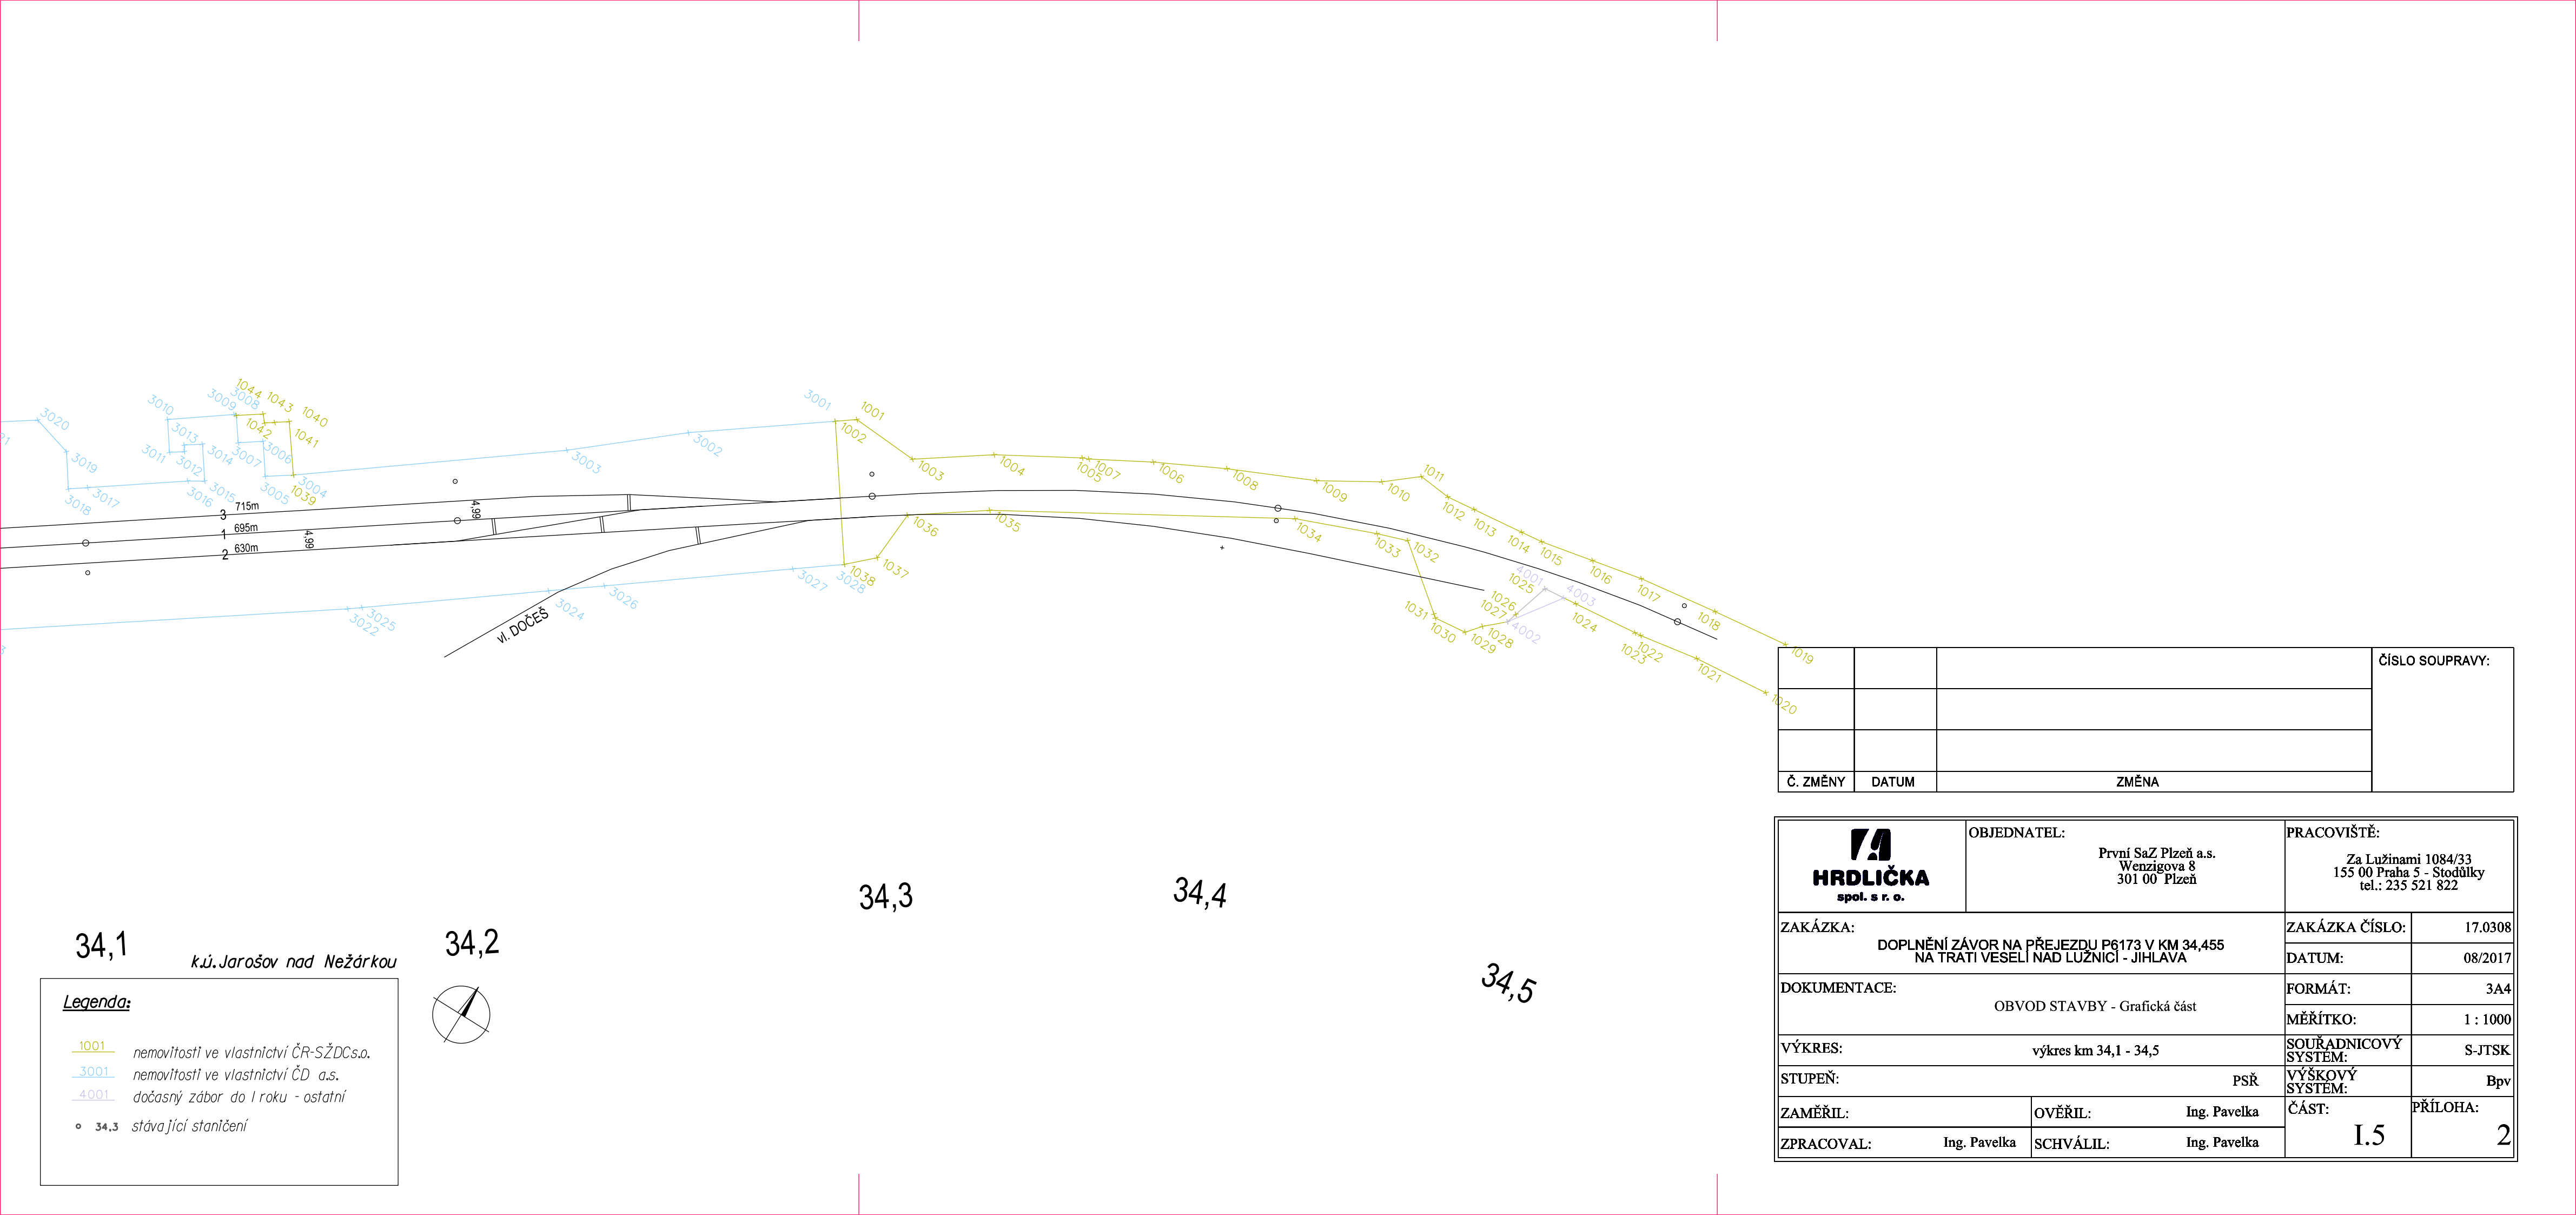 3001
1001
1002
1044
3009
3008
1043
1040
3010
1042
1041
3020
3013
3011
3012
3014
3007
3006
3019
3018
3017
3016
3015
3005
3004
1039
3003
3002
1003
1004
1005
1007
1006
1008
1009
1010
1011
1012
1013
1014
1015
1016
1017
1018
1019
1020
1021
1022
1023
1024
4003
4001
1025
1026
1027
4002
1028
1029
1030
1031
1032
1033
1034
1035
1036
1037
1038
3028
3027
3026
3024
3025
3022
3 715m
1 695m
2 630m
4,99
4,99
vl. DOČEŠ
34,1
34,2
34,3
34,4
34,5
k.ú.Jarošov nad Nežárkou
Legenda:
1001 nemovitosti ve vlastnictví ČR-SŽDCs.o.
3001 nemovitosti ve vlastnictví ČD a.s.
4001 dočasný zábor do 1 roku - ostatní
34,3 stávající staničení
ČÍSLO SOUPRAVY:
Č. ZMĚNY DATUM ZMĚNA
HRDLIČKA
spol. s r. o.
OBJEDNATEL:
První SaZ Plzeň a.s.
Wenzigova 8
301 00 Plzeň
PRACOVIŠTĚ:
Za Lužinami 1084/33
155 00 Praha 5 - Stodůlky
tel.: 235 521 822
ZAKÁZKA:
DOPLNĚNÍ ZÁVOR NA PŘEJEZDU P6173 V KM 34,455
NA TRATI VESELÍ NAD LUŽNICÍ - JIHLAVA
ZAKÁZKA ČÍSLO: 17.0308
DATUM: 08/2017
DOKUMENTACE:
OBVOD STAVBY - Grafická část
FORMÁT: 3A4
MĚŘÍTKO: 1 : 1000
VÝKRES: výkres km 34,1 - 34,5
SOUŘADNICOVÝ
SYSTÉM: S-JTSK
STUPEŇ: PSŘ
VÝŠKOVÝ
SYSTÉM: Bpv
ZAMĚŘIL:
OVĚŘIL: Ing. Pavelka
ČÁST: I.5
PŘÍLOHA: 2
ZPRACOVAL: Ing. Pavelka
SCHVÁLIL: Ing. Pavelka